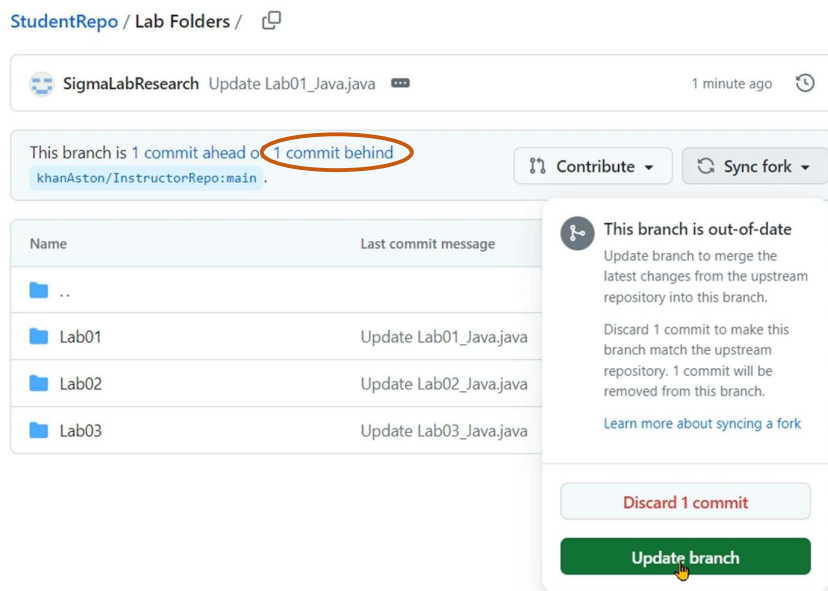 StudentRepo / Lab Folders /
SigmaLabResearch Update Lab01_Java.java 1 minute ago
This branch is 1 commit ahead of 1 commit behind
khanAston/InstructorRepo:main .
Contribute Sync fork
Name Last commit message
..
Lab01 Update Lab01_Java.java
Lab02 Update Lab02_Java.java
Lab03 Update Lab03_Java.java
This branch is out-of-date
Update branch to merge the
latest changes from the upstream
repository into this branch.
Discard 1 commit to make this
branch match the upstream
repository. 1 commit will be
removed from this branch.
Learn more about syncing a fork
Discard 1 commit
Update branch